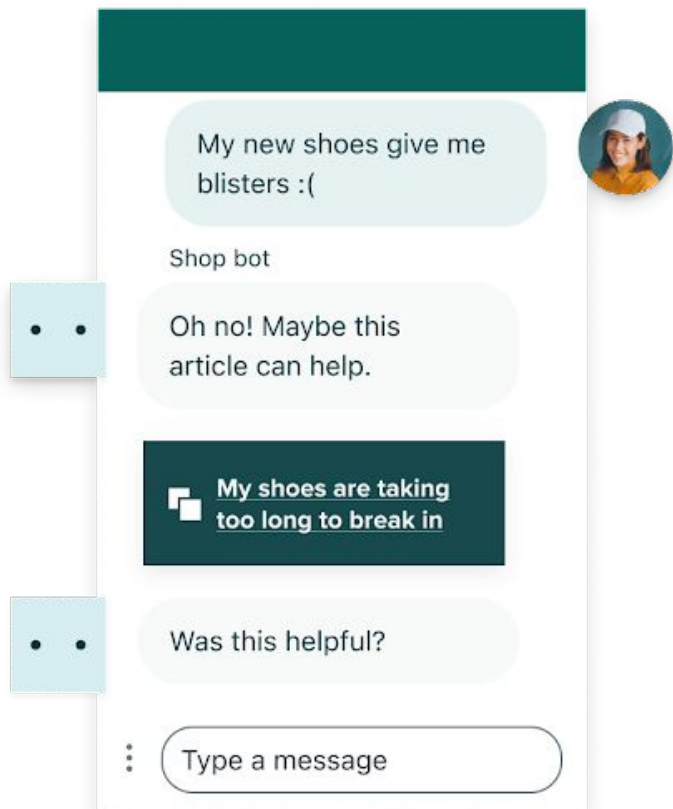 My new shoes give me
blisters :(
Shop bot
Oh no! Maybe this
article can help.
My shoes are taking
too long to break in
Was this helpful?
Type a message